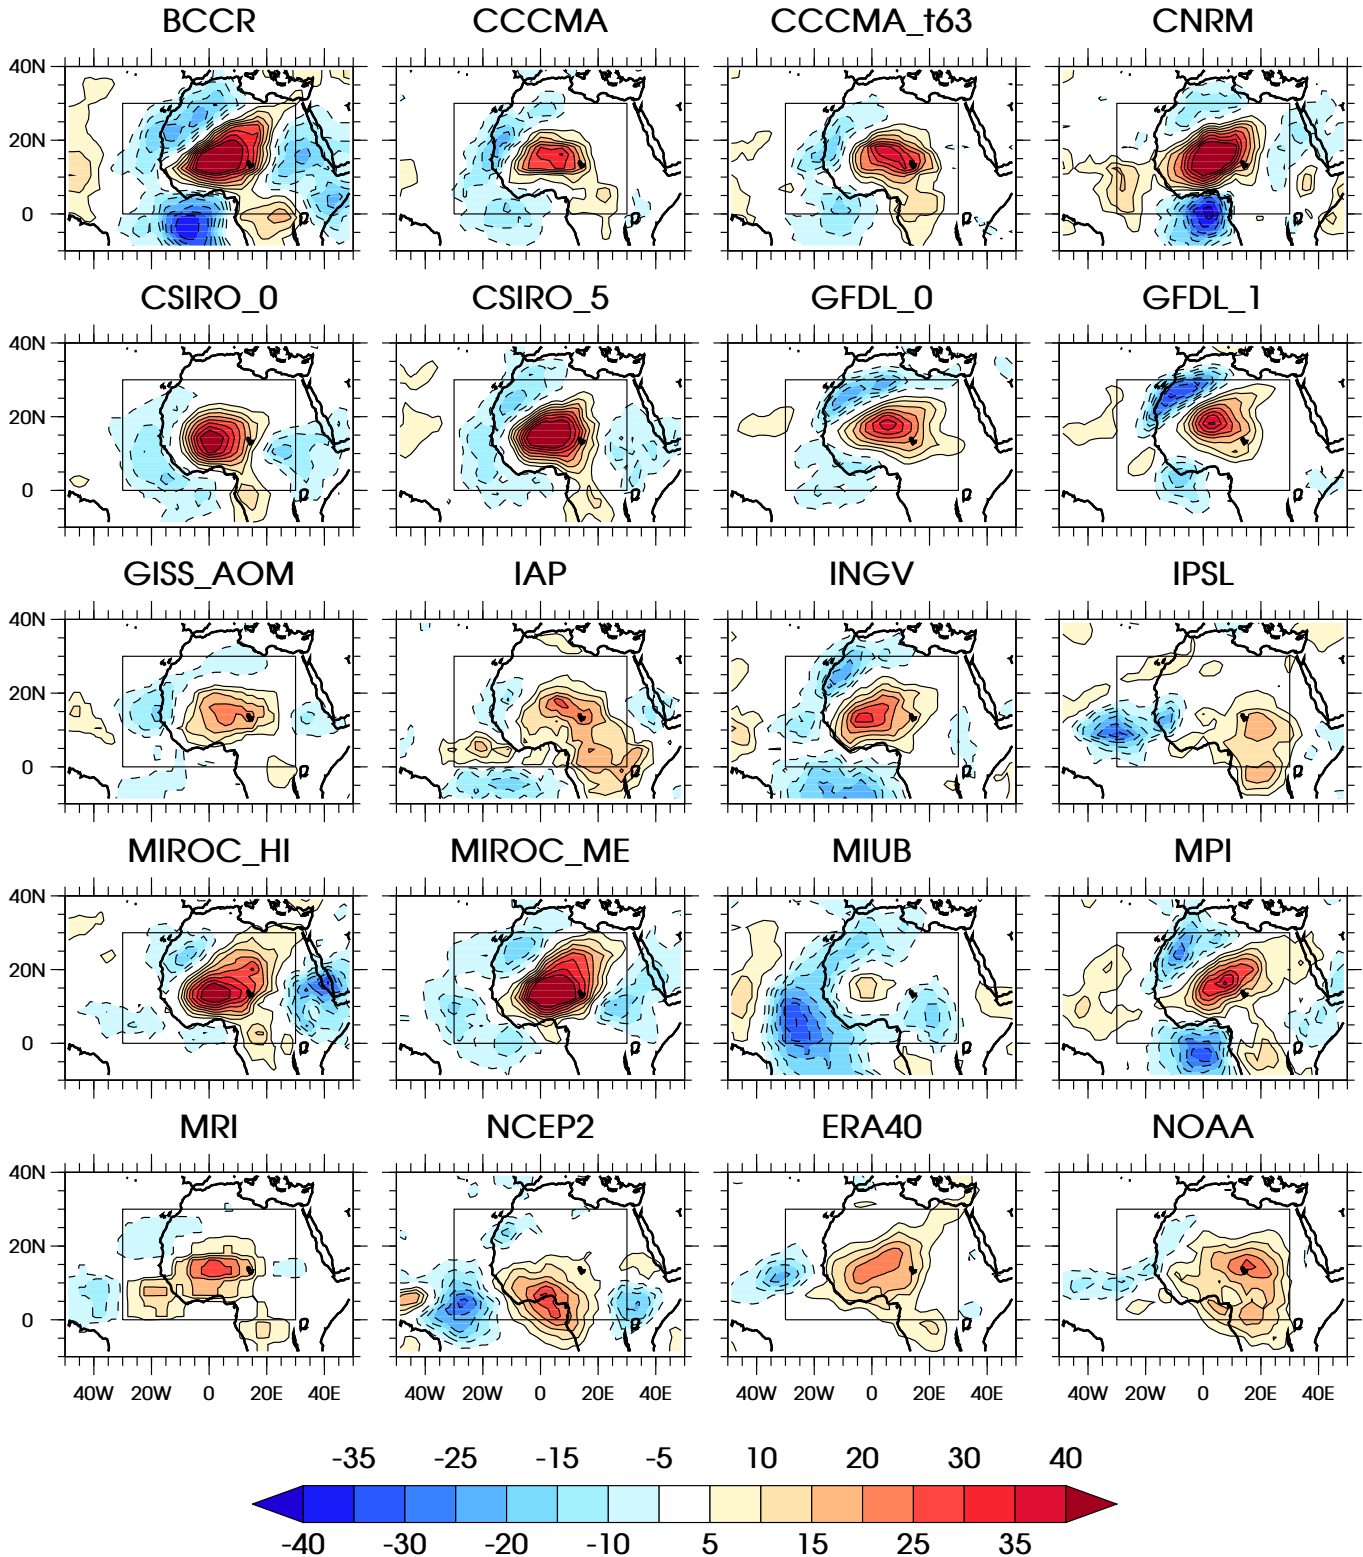 BCCR CCCMA CCCMA_t63 CNRM
40N
20N
0
CSIRO_0 CSIRO_5 GFDL_0 GFDL_1
40N
20N
0
GISS_AOM IAP INGV IPSL
40N
20N
0
MIROC_HI MIROC_ME MIUB MPI
40N
20N
0
MRI NCEP2 ERA40 NOAA
40N
20N
0
40W 20W 0 20E 40E 40W 20W 0 20E 40E 40W 20W 0 20E 40E 40W 20W 0 20E 40E
-35 -25 -15 -5 10 20 30 40
-40 -30 -20 -10 5 15 25 35